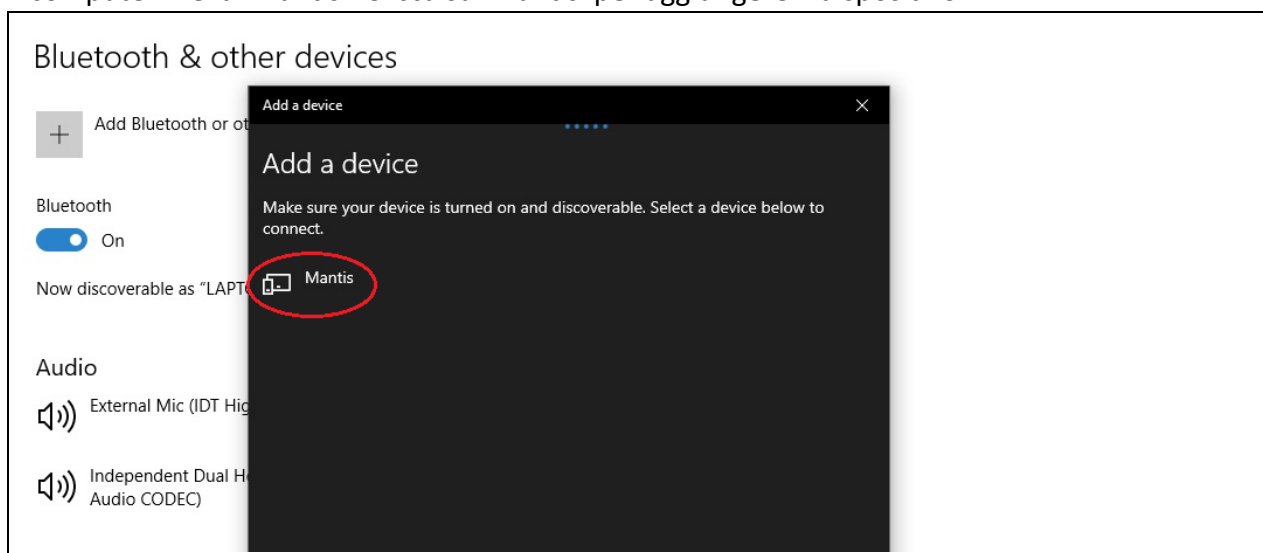 Bluetooth & other devices
Add a device
Add Bluetooth or ot
Add a device
Bluetooth
Make sure your device is turned on and discoverable. Select a device below to
connect.
On
Mantis
Now discoverable as “LAPT
Audio
External Mic (IDT Hig
Independent Dual He
Audio CODEC)